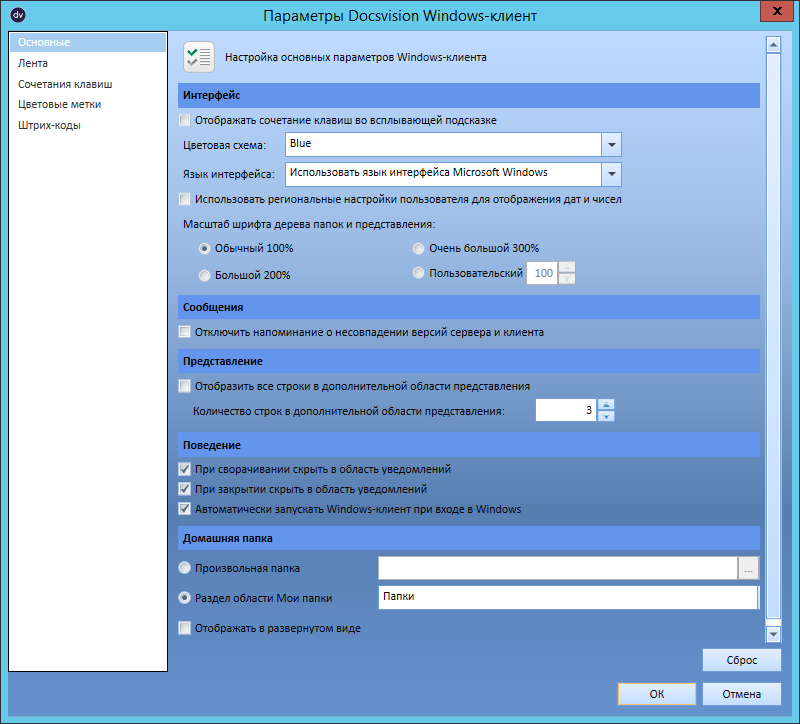 dv
Параметры Docsvision Windows-клиент
X
Основные
Лента
Сочетания клавиш
Цветовые метки
Штрих-коды
Настройка основных параметров Windows-клиента
Интерфейс
Отображать сочетание клавиш во всплывающей подсказке
Цветовая схема: Blue
Язык интерфейса: Использовать язык интерфейса Microsoft Windows
Использовать региональные настройки пользователя для отображения дат и чисел
Масштаб шрифта дерева папок и представления:
Обычный 100% Очень большой 300%
Большой 200% Пользовательский 100
Сообщения
Отключить напоминание о несовпадении версий сервера и клиента
Представление
Отобразить все строки в дополнительной области представления
Количество строк в дополнительной области представления: 3
Поведение
При сворачивании скрыть в область уведомлений
При закрытии скрыть в область уведомлений
Автоматически запускать Windows-клиент при входе в Windows
Домашняя папка
Произвольная папка ...
Раздел области Мои папки Папки
Отображать в развернутом виде
Сброс
ОК Отмена